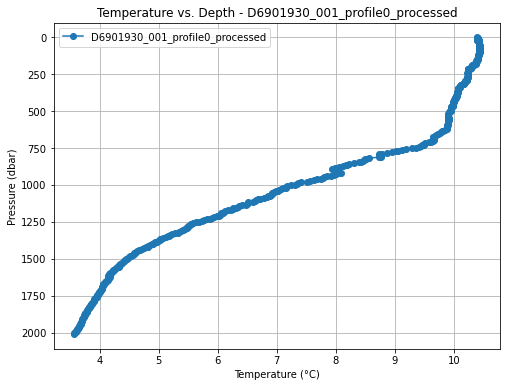 Temperature vs. Depth - D6901930_001_profile0_processed
D6901930_001_profile0_processed
0
250
500
750
1000
1250
1500
1750
2000
Pressure (dbar)
4 5 6 7 8 9 10
Temperature (°C)